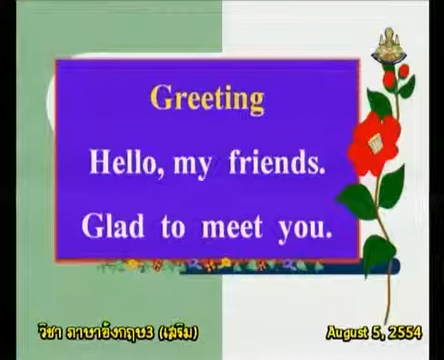 Greeting
Hello, my friends.
Glad to meet you.
วิชา ภาษาอังกฤษ3 (เสริม)
August 5, 2554